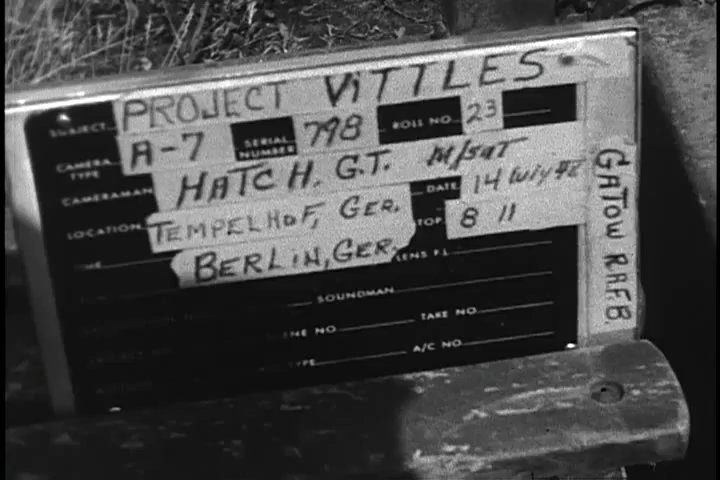 SUBJECT PROJECT VITTLES
CAMERA TYPE A-7 SERIAL NUMBER 798 ROLL NO. 23
CAMERAMAN HATCH, G.T. M/SGT
LOCATION TEMPELHOF, GER. DATE 14 July
BERLIN, GER. STOP 8 11
LENS F.L.
SOUNDMAN
TAKE NO.
A/C NO.
GATOW R.A.F.B.